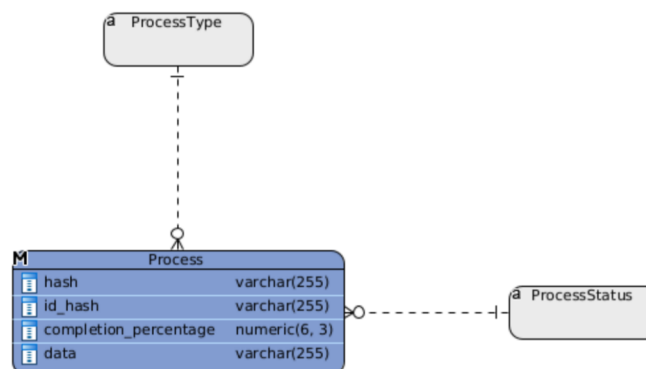 a ProcessType
M Process
hash varchar(255)
id_hash varchar(255)
completion_percentage numeric(6, 3)
data varchar(255)
a ProcessStatus